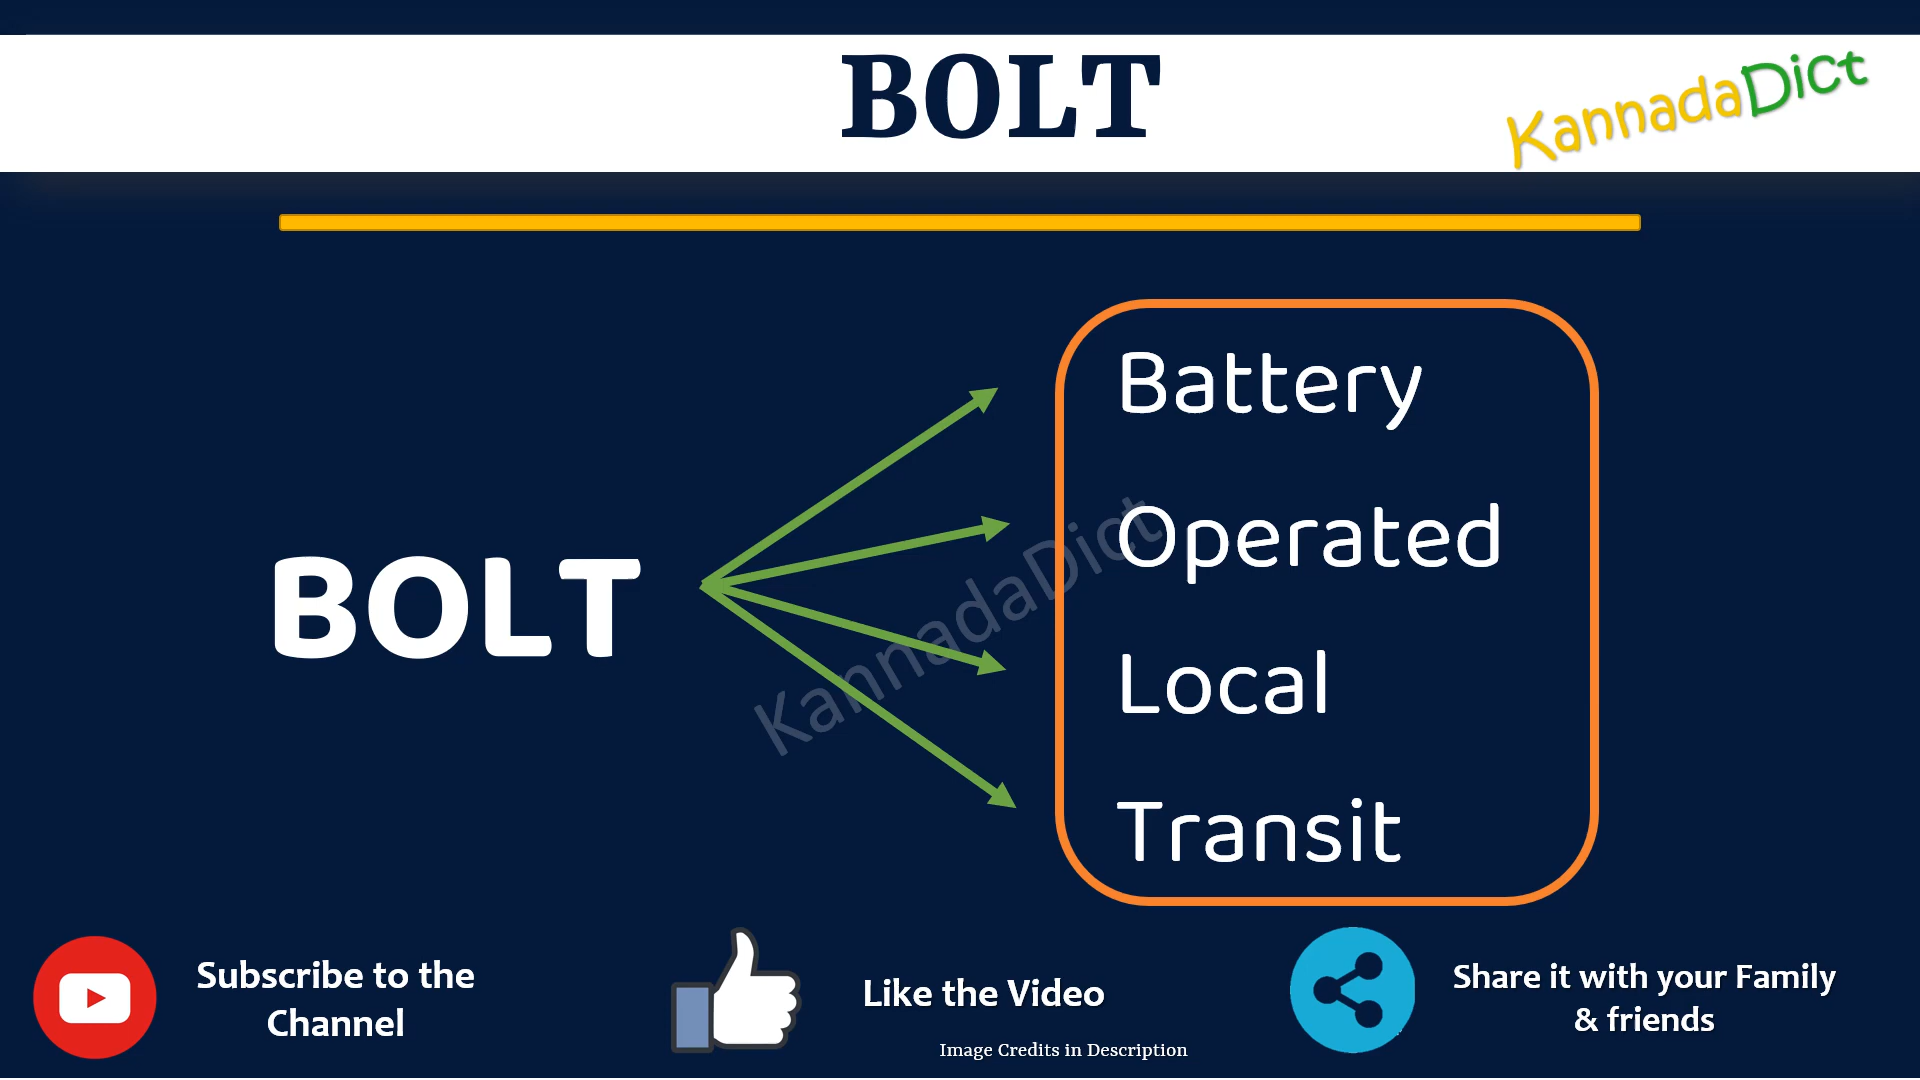 BOLT
KannadaDict
BOLT
Battery
Operated
Local
Transit
KannadaDict
Subscribe to the
Channel
Like the Video
Share it with your Family
& friends
Image Credits in Description